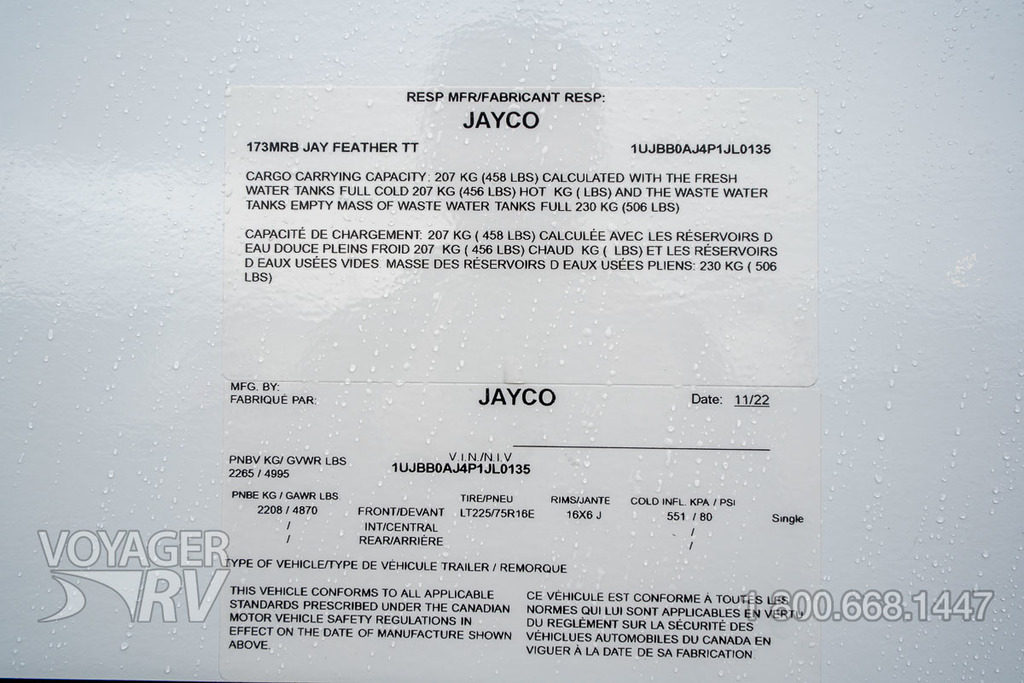 RESP MFR/FABRICANT RESP:
JAYCO
173MRB JAY FEATHER TT 1UJBB0AJ4P1JL0135
CARGO CARRYING CAPACITY: 207 KG (458 LBS) CALCULATED WITH THE FRESH
WATER TANKS FULL COLD 207 KG (456 LBS) HOT KG ( LBS) AND THE WASTE WATER
TANKS EMPTY MASS OF WASTE WATER TANKS FULL 230 KG (506 LBS)
CAPACITÉ DE CHARGEMENT: 207 KG ( 458 LBS) CALCULÉE AVEC LES RÉSERVOIRS D
EAU DOUCE PLEINS FROID 207 KG ( 456 LBS) CHAUD KG ( LBS) ET LES RÉSERVOIRS
D EAUX USÉES VIDES. MASSE DES RÉSERVOIRS D EAUX USÉES PLIENS: 230 KG ( 506
LBS)
MFG. BY:
FABRIQUÉ PAR:
JAYCO
Date: 11/22
PNBV KG/ GVWR LBS
2265 / 4995
V.I.N./N.I.V
1UJBB0AJ4P1JL0135
PNBE KG / GAWR LBS TIRE/PNEU RIMS/JANTE COLD INFL. KPA / PSI
2208 / 4870 FRONT/DEVANT LT225/75R16E 16X6 J 551 / 80 Single
/ INT/CENTRAL /
/ REAR/ARRIÉRE /
TYPE OF VEHICLE/TYPE DE VÉHICULE TRAILER / REMORQUE
THIS VEHICLE CONFORMS TO ALL APPLICABLE
STANDARDS PRESCRIBED UNDER THE CANADIAN
MOTOR VEHICLE SAFETY REGULATIONS IN
EFFECT ON THE DATE OF MANUFACTURE SHOWN
ABOVE.
CE VÉHICULE EST CONFORME À TOUTES LES
NORMES QUI LUI SONT APPLICABLES EN VERTU
DU REGLÈMENT SUR LA SÉCURITÉ DES
VÉHICLUES AUTOMOBILES DU CANADA EN
VIGUER À LA DATE DE SA FABRICATION
VOYAGER
RV
1-800.668.1447